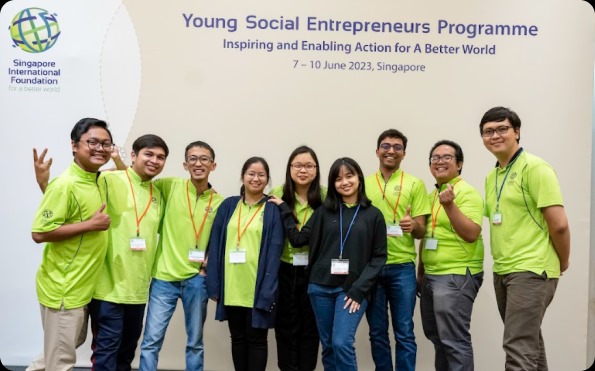 Young Social Entrepreneurs Programme
Inspiring and Enabling Action for A Better World
7 – 10 June 2023, Singapore
Singapore
International
Foundation
for a better world